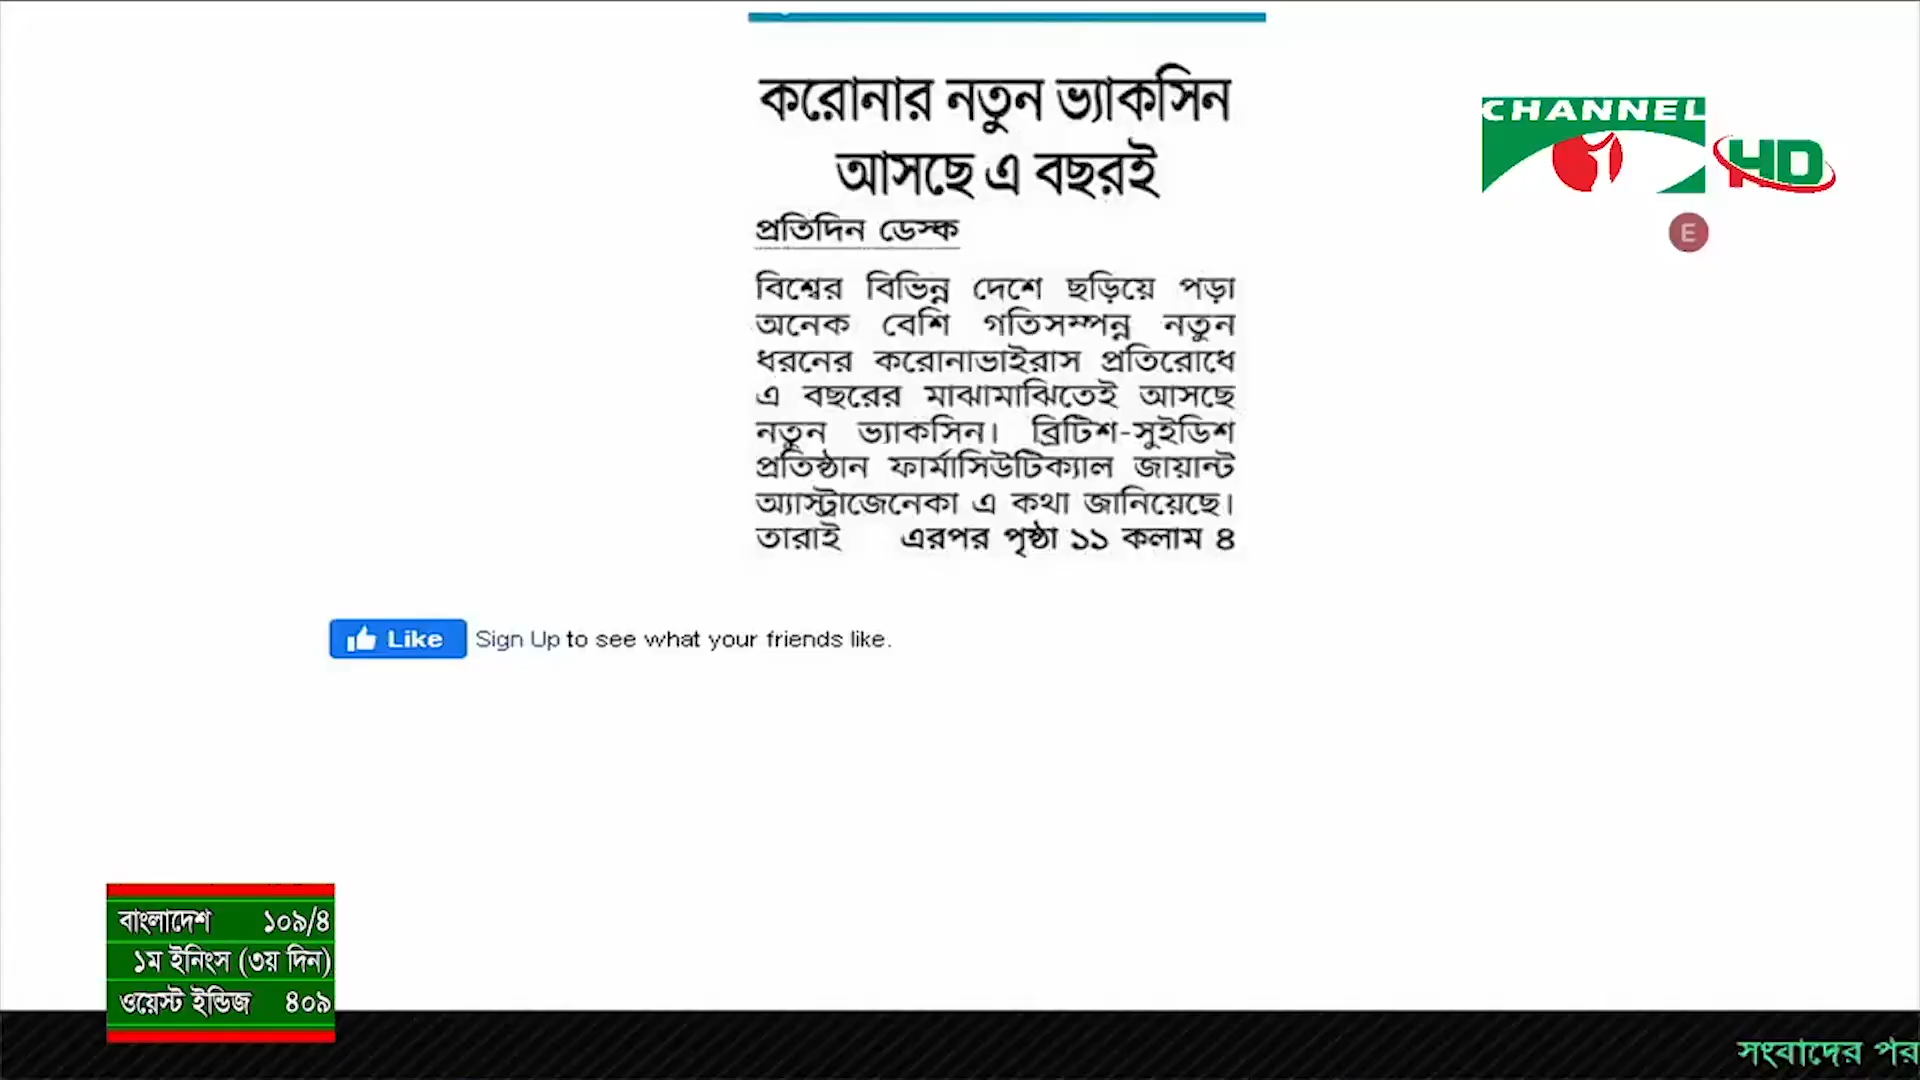 করোনার নতুন ভ্যাকসিন
আসছে এ বছরই
প্রতিদিন ডেস্ক
বিশ্বের বিভিন্ন দেশে ছড়িয়ে পড়া
অনেক বেশি গতিসম্পন্ন নতুন
ধরনের করোনাভাইরাস প্রতিরোধে
এ বছরের মাঝামাঝিতেই আসছে
নতুন ভ্যাকসিন। ব্রিটিশ-সুইডিশ
প্রতিষ্ঠান ফার্মাসিউটিক্যাল জায়ান্ট
অ্যাস্ট্রাজেনেকা এ কথা জানিয়েছে।
তারাই এরপর পৃষ্ঠা ১১ কলাম ৪
CHANNEL
i HD
E
Like Sign Up to see what your friends like.
বাংলাদেশ ১০৯/৪
১ম ইনিংস (৩য় দিন)
ওয়েস্ট ইন্ডিজ ৪০৯
সংবাদের পর